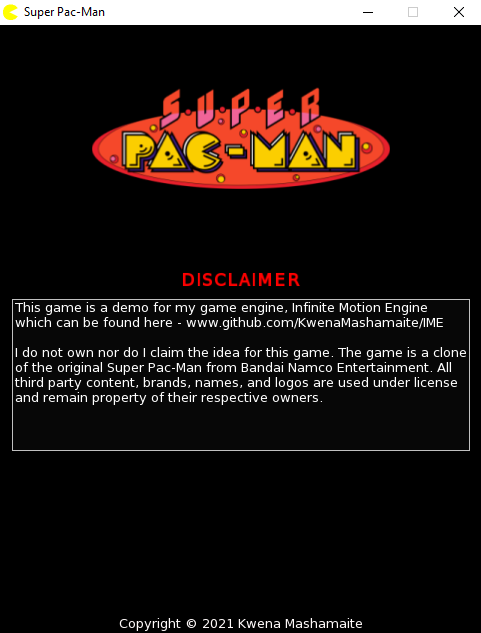 Super Pac-Man
S.U.P.E.R
PAC-MAN
DISCLAIMER
This game is a demo for my game engine, Infinite Motion Engine
which can be found here - www.github.com/KwenaMashamaite/IME
I do not own nor do I claim the idea for this game. The game is a clone
of the original Super Pac-Man from Bandai Namco Entertainment. All
third party content, brands, names, and logos are used under license
and remain property of their respective owners.
Copyright © 2021 Kwena Mashamaite